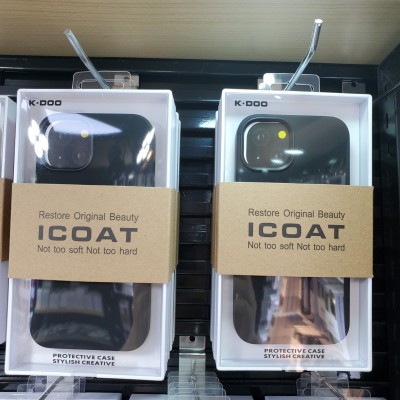 K-DOO
Restore Original Beauty
ICOAT
Not too soft Not too hard
PROTECTIVE CASE
STYLISH CREATIVE
K-DOO
Restore Original Beauty
ICOAT
Not too soft Not too hard
PROTECTIVE CASE
STYLISH CREATIVE